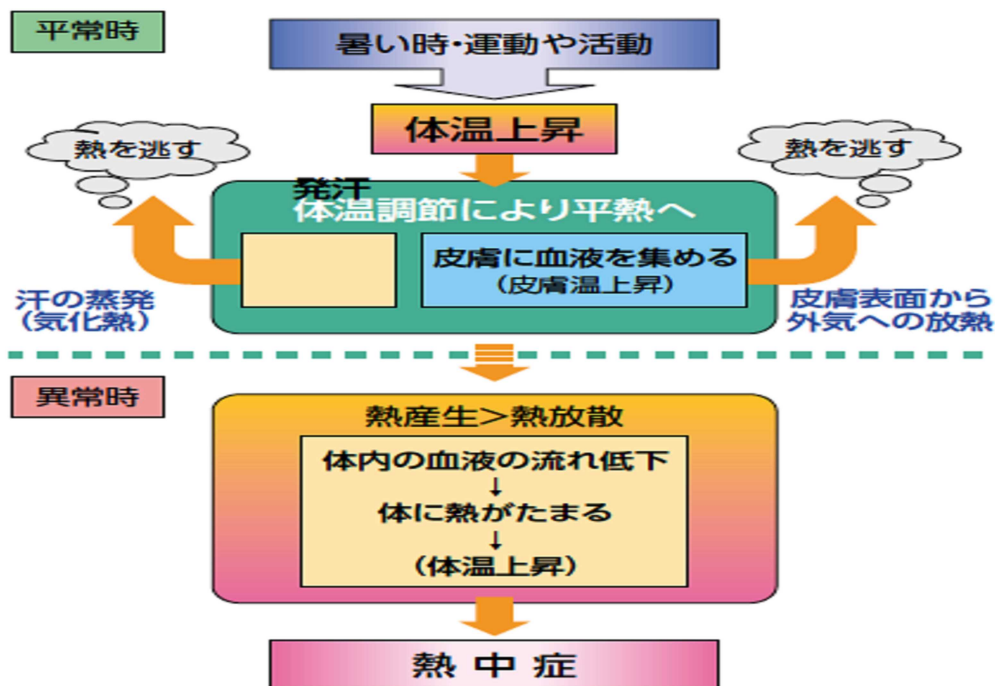 平常時
暑い時・運動や活動
体温上昇
熱を逃す
熱を逃す
発汗
体温調節により平熱へ
皮膚に血液を集める
(皮膚温上昇)
汗の蒸発
(気化熱)
皮膚表面から
外気への放熱
異常時
熱産生>熱放散
体内の血液の流れ低下
↓
体に熱がたまる
↓
(体温上昇)
熱中症